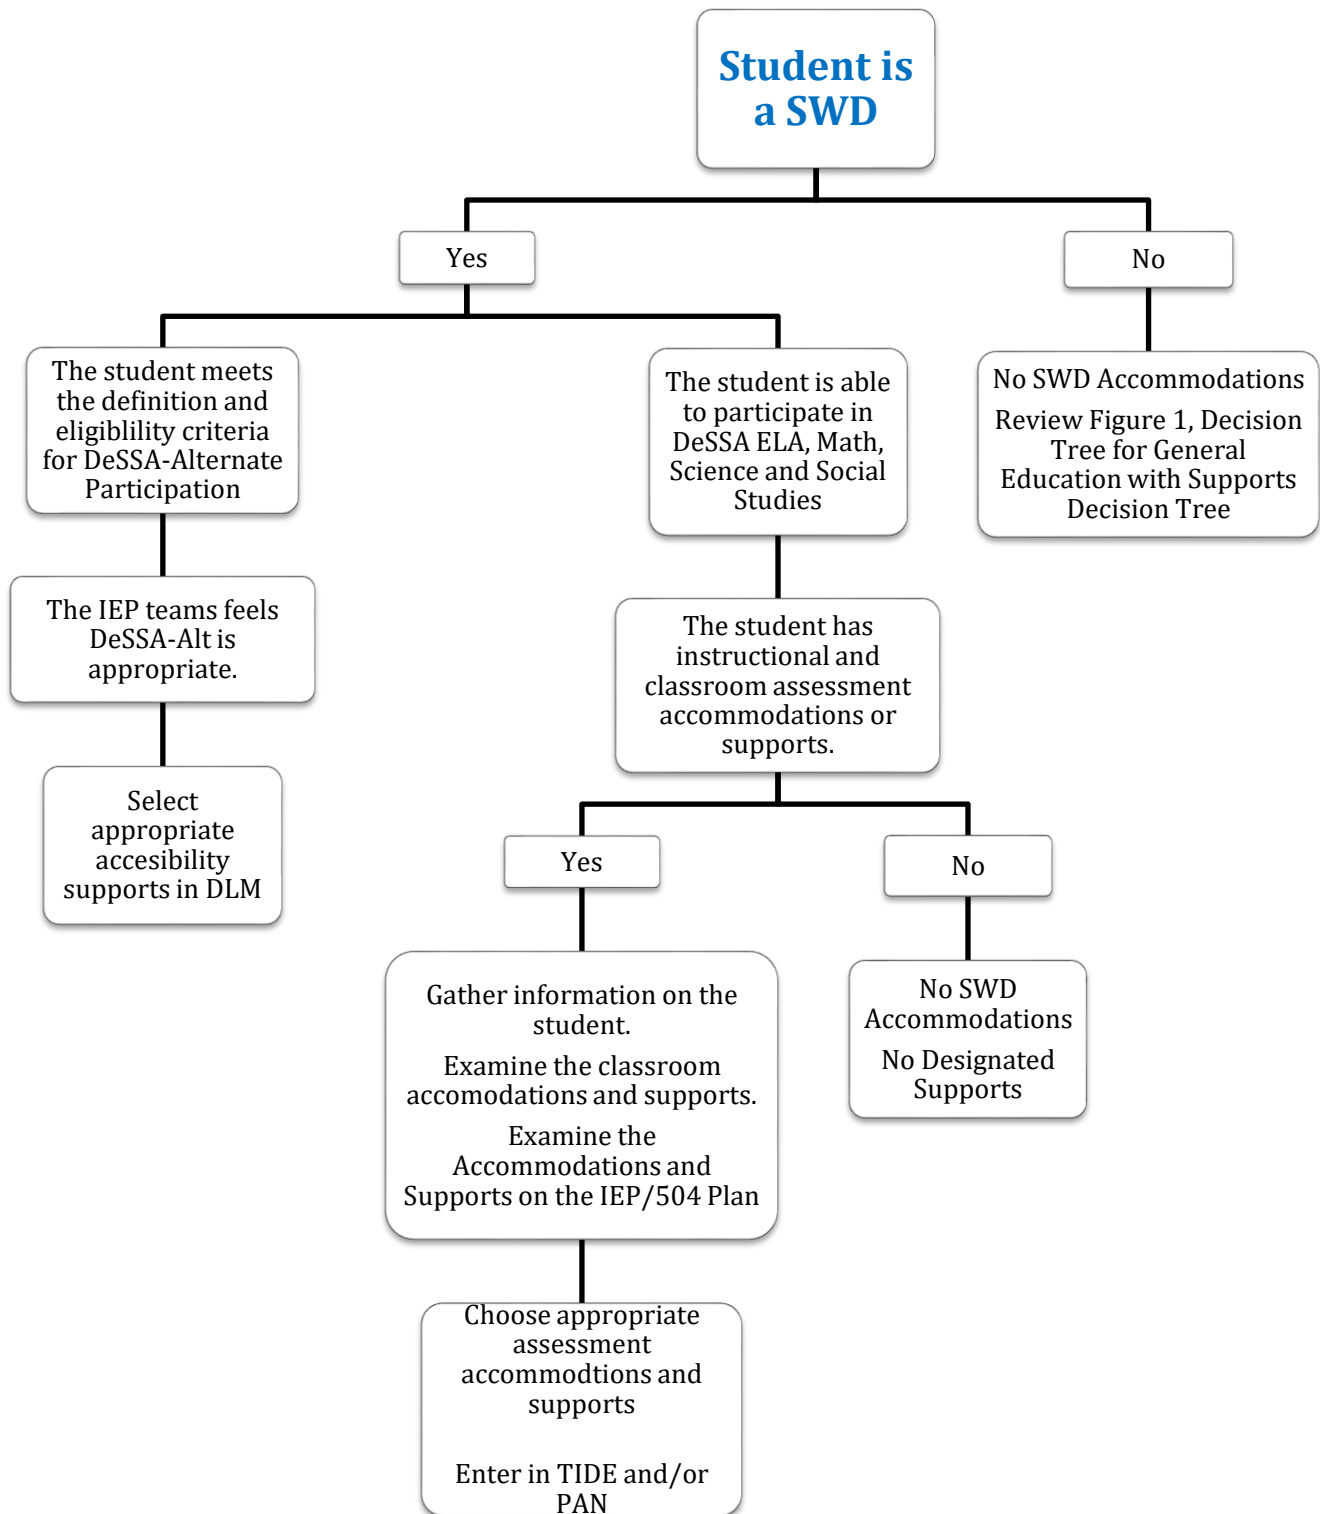 Student is
a SWD
Yes
No
The student meets
the definition and
eligiblility criteria
for DeSSA-Alternate
Participation
The student is able
to participate in
DeSSA ELA, Math,
Science and Social
Studies
No SWD Accommodations
Review Figure 1, Decision
Tree for General
Education with Supports
Decision Tree
The IEP teams feels
DeSSA-Alt is
appropriate.
The student has
instructional and
classroom assessment
accommodations or
supports.
Select
appropriate
accesibility
supports in DLM
Yes
No
Gather information on the
student.
Examine the classroom
accomodations and supports.
Examine the
Accommodations and
Supports on the IEP/504 Plan
No SWD
Accommodations
No Designated
Supports
Choose appropriate
assessment
accommodtions and
supports
Enter in TIDE and/or
PAN